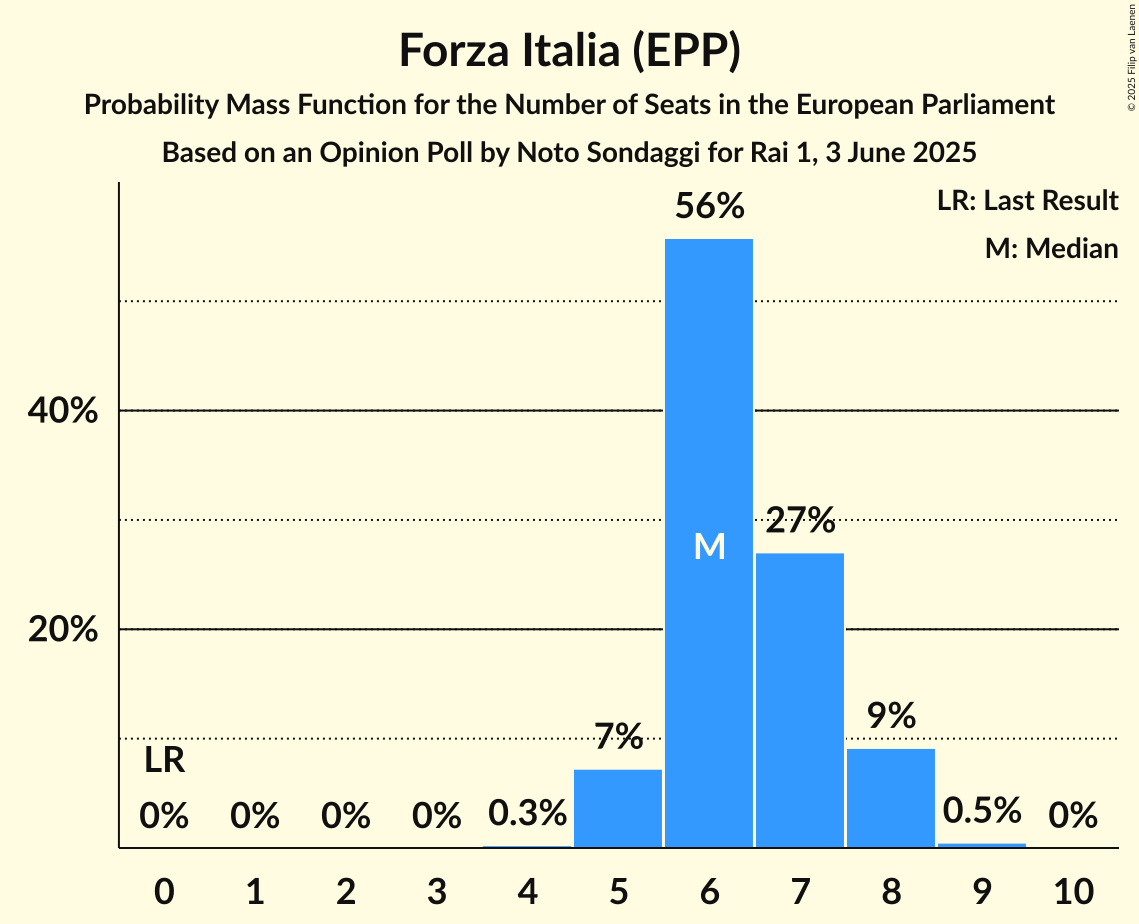 Forza Italia (EPP)
Probability Mass Function for the Number of Seats in the European Parliament
Based on an Opinion Poll by Noto Sondaggi for Rai 1, 3 June 2025
© 2025 Filip van Laenen
LR: Last Result
M: Median
56%
40%
27%
M
20%
9%
7%
LR
0% 0% 0% 0% 0.3% 0.5% 0%
0 1 2 3 4 5 6 7 8 9 10